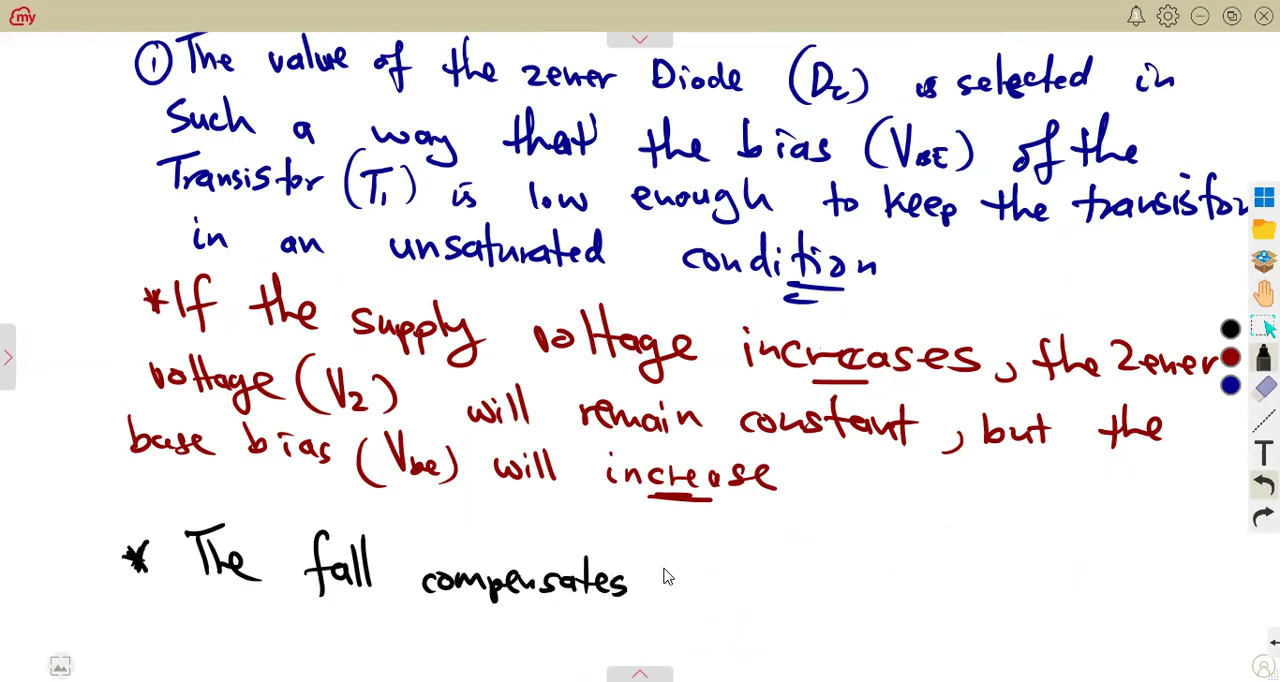 my
① The value of the zener Diode (Dz) is selected in
Such a way that the bias (VBE) of the
Transistor (T1) is low enough to keep the transistor
in an unsaturated condition
*If the supply voltage increases, the zener
voltage (Vz) will remain constant, but the
base bias (Vbe) will increase
* The fall compensates
T